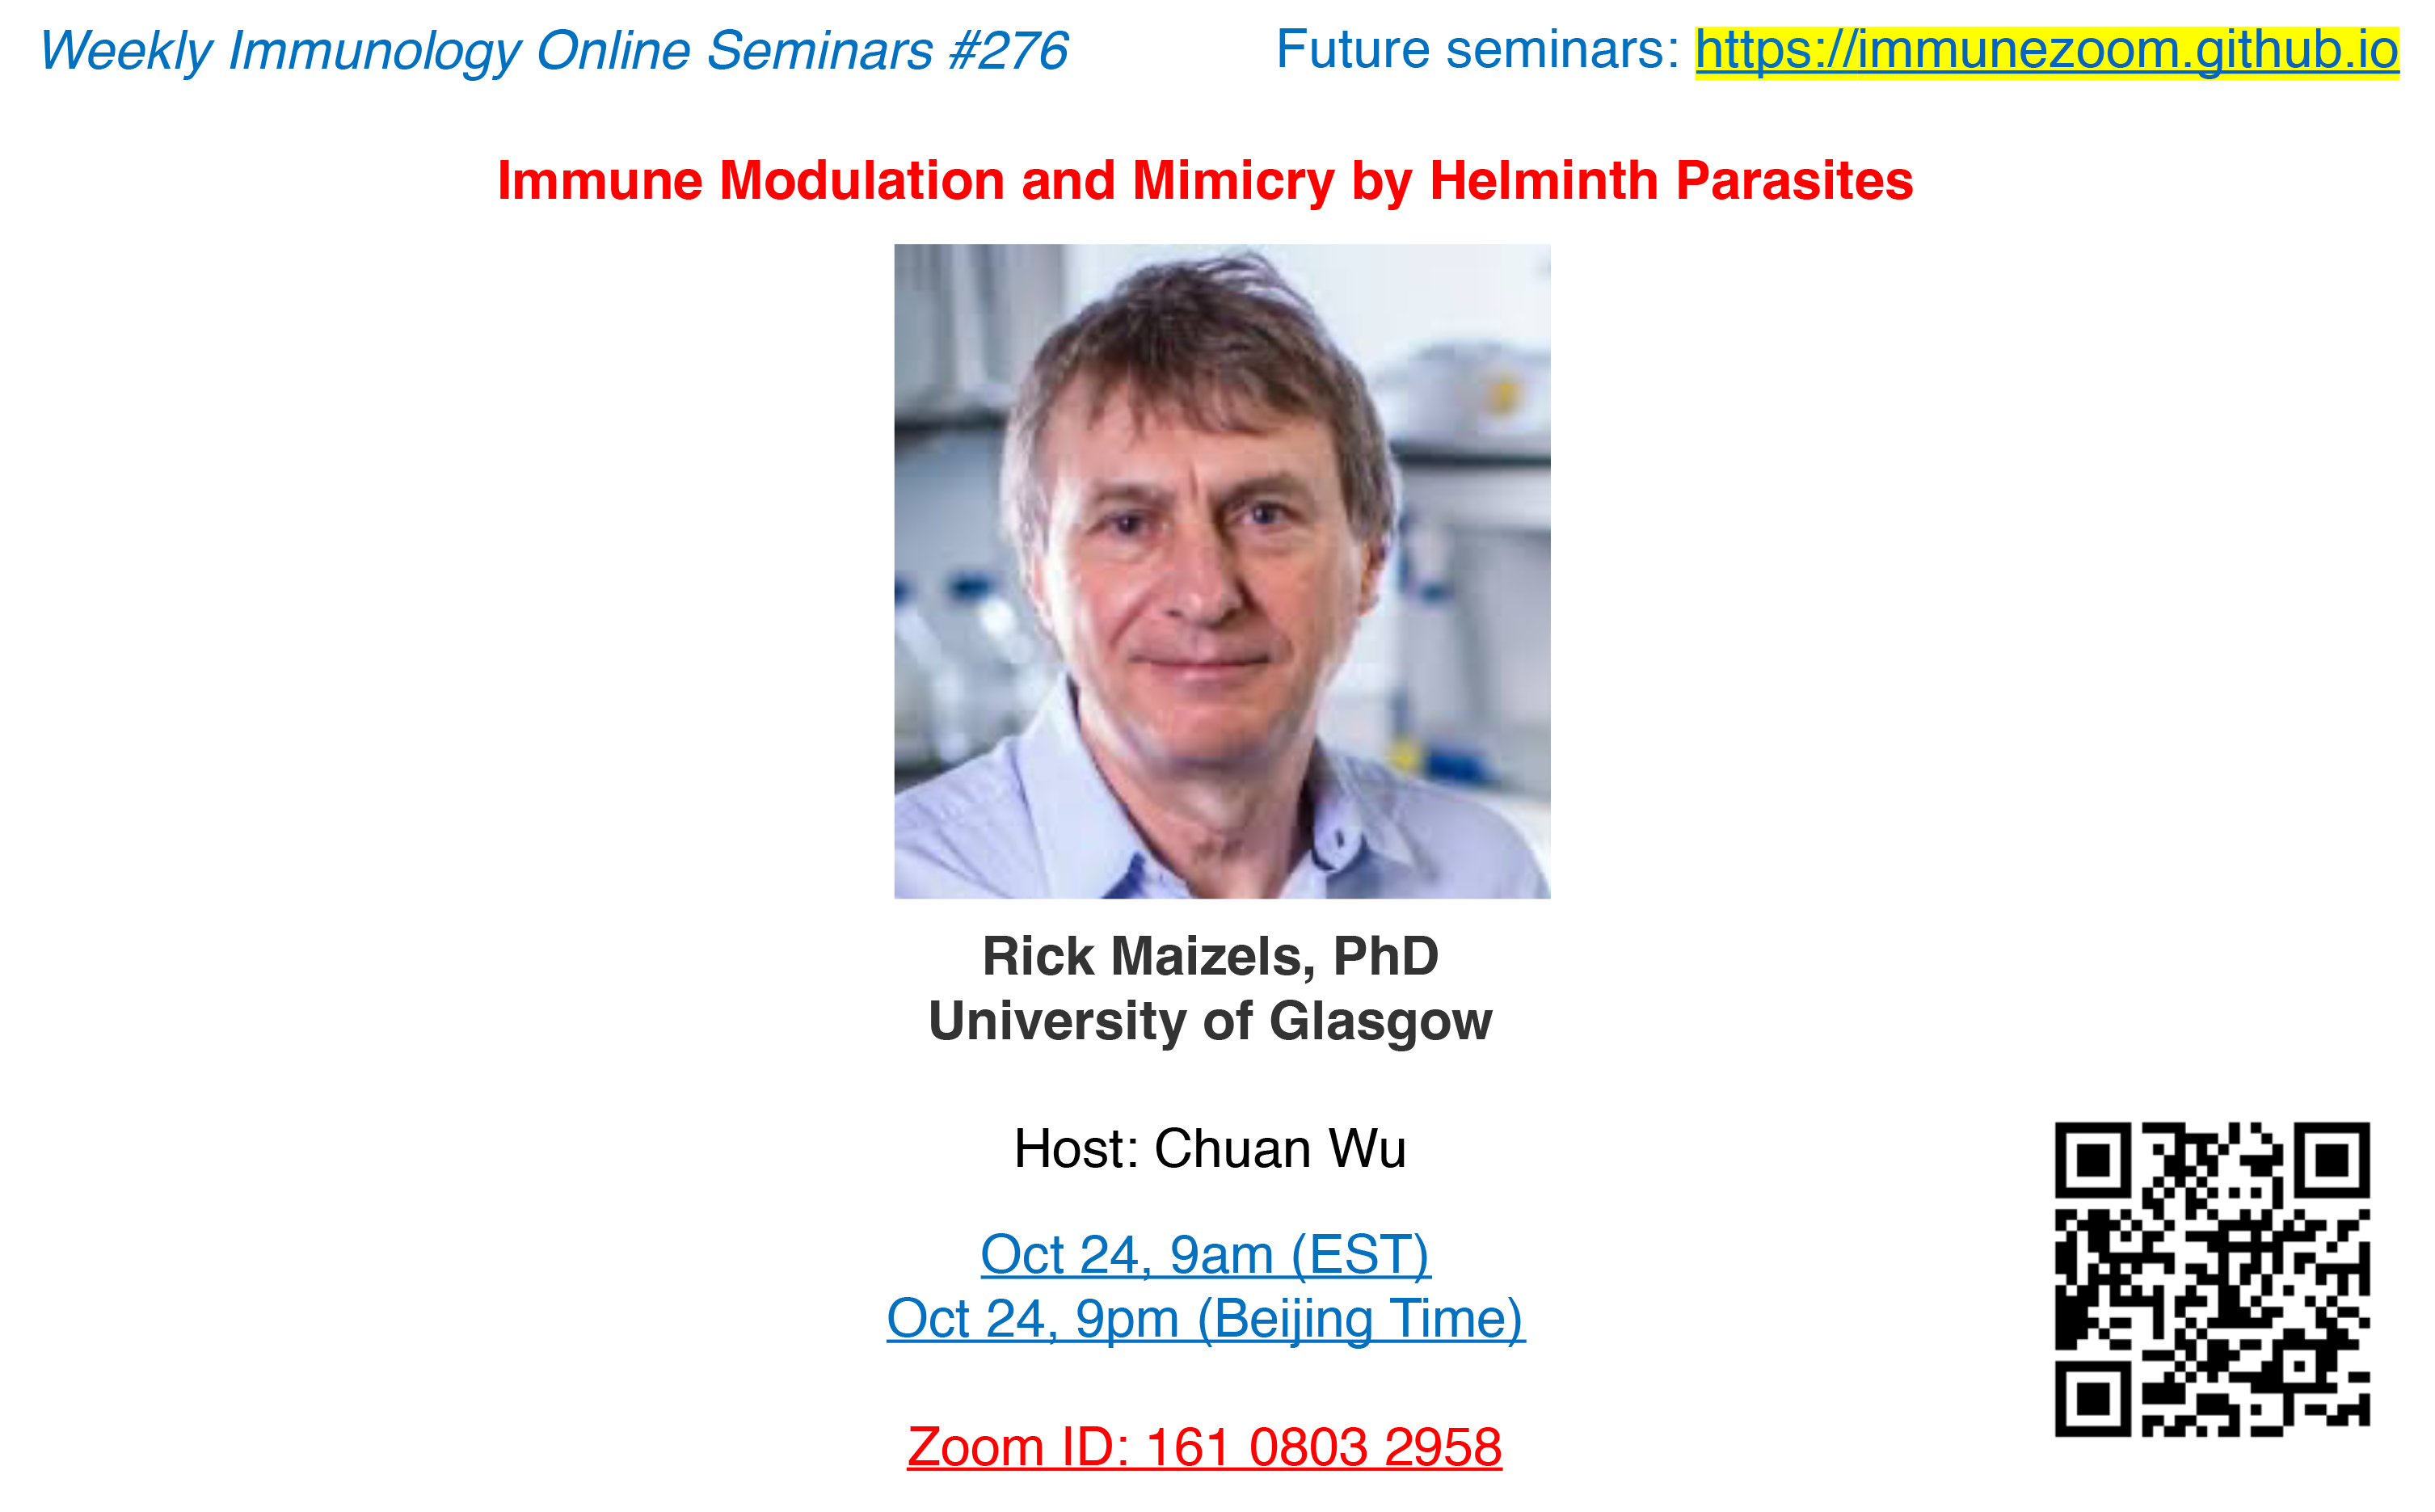 Weekly Immunology Online Seminars #276
Future seminars: https://immunezoom.github.io
Immune Modulation and Mimicry by Helminth Parasites
Rick Maizels, PhD
University of Glasgow
Host: Chuan Wu
Oct 24, 9am (EST)
Oct 24, 9pm (Beijing Time)
Zoom ID: 161 0803 2958